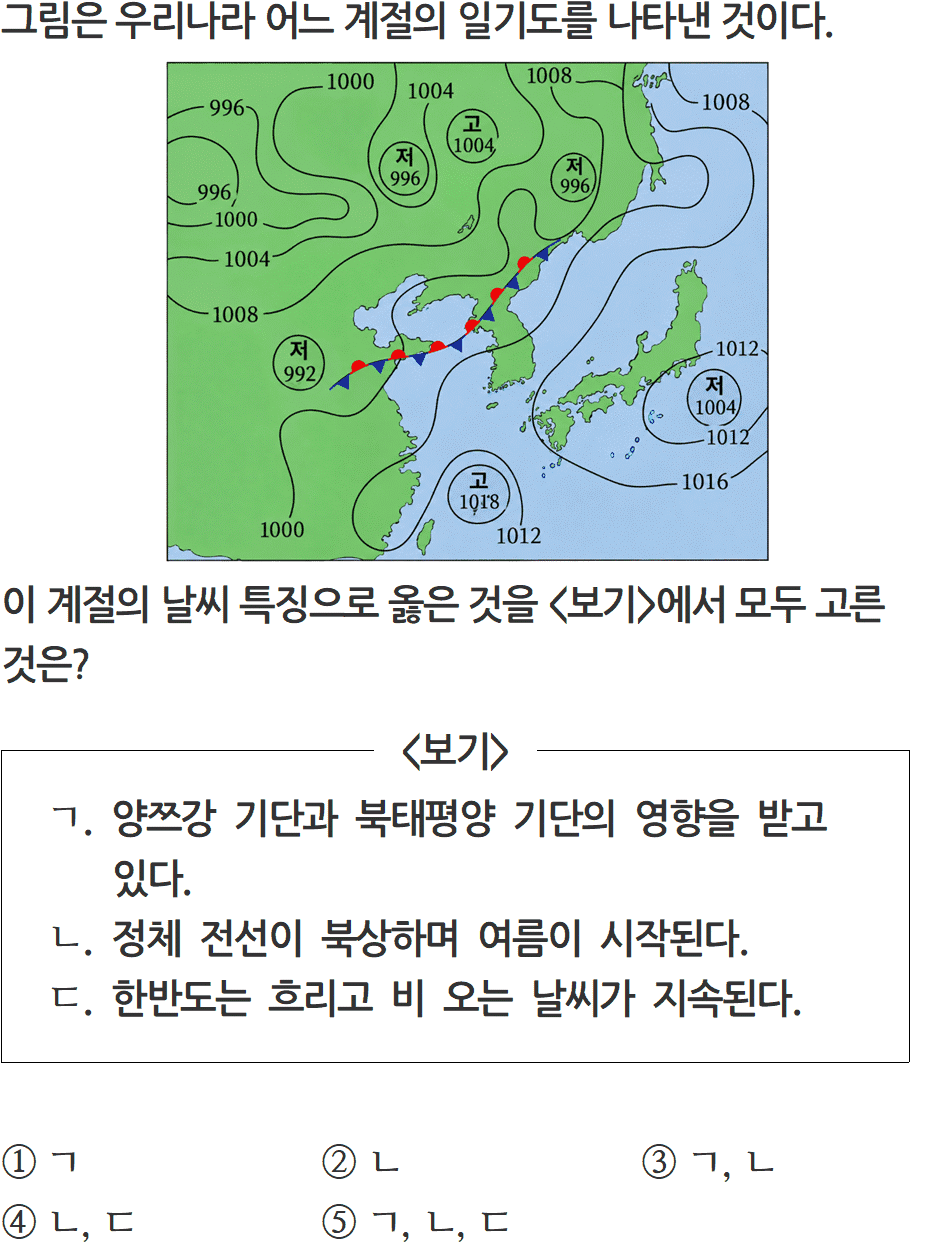 그림은 우리나라 어느 계절의 일기도를 나타낸 것이다.
1000
1008
1004
996
1008
고
1004
저
996
저
996
996
1000
1004
1008
저
992
1012
저
1004
1012
1016
고
1018
1000
1012
이 계절의 날씨 특징으로 옳은 것을 <보기>에서 모두 고른
것은?
<보기>
ㄱ. 양쯔강 기단과 북태평양 기단의 영향을 받고
있다.
ㄴ. 정체 전선이 북상하며 여름이 시작된다.
ㄷ. 한반도는 흐리고 비 오는 날씨가 지속된다.
① ㄱ ② ㄴ ③ ㄱ, ㄴ
④ ㄴ, ㄷ ⑤ ㄱ, ㄴ, ㄷ